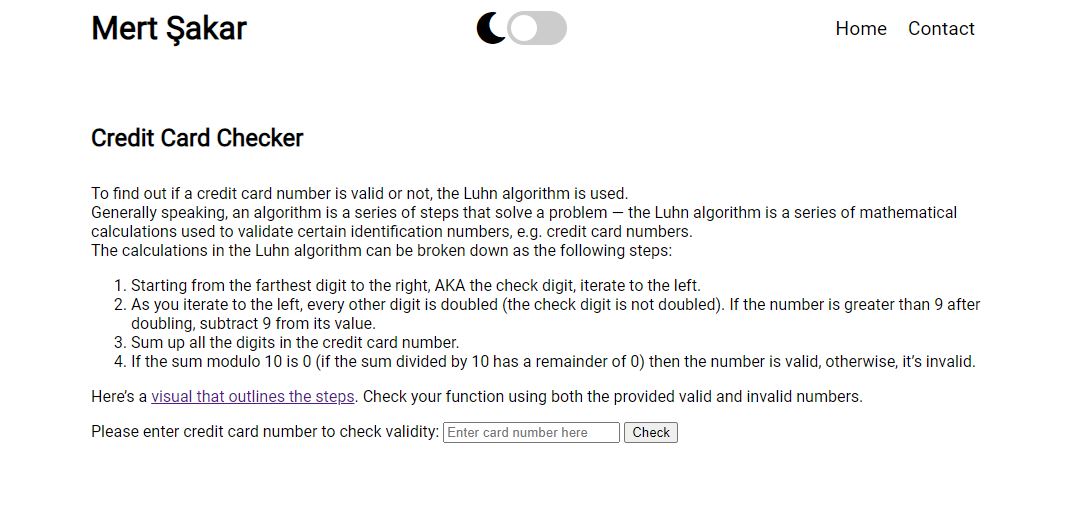 Mert Şakar
Home Contact
Credit Card Checker
To find out if a credit card number is valid or not, the Luhn algorithm is used.
Generally speaking, an algorithm is a series of steps that solve a problem — the Luhn algorithm is a series of mathematical
calculations used to validate certain identification numbers, e.g. credit card numbers.
The calculations in the Luhn algorithm can be broken down as the following steps:
1. Starting from the farthest digit to the right, AKA the check digit, iterate to the left.
2. As you iterate to the left, every other digit is doubled (the check digit is not doubled). If the number is greater than 9 after
doubling, subtract 9 from its value.
3. Sum up all the digits in the credit card number.
4. If the sum modulo 10 is 0 (if the sum divided by 10 has a remainder of 0) then the number is valid, otherwise, it’s invalid.
Here’s a visual that outlines the steps. Check your function using both the provided valid and invalid numbers.
Please enter credit card number to check validity: Enter card number here Check